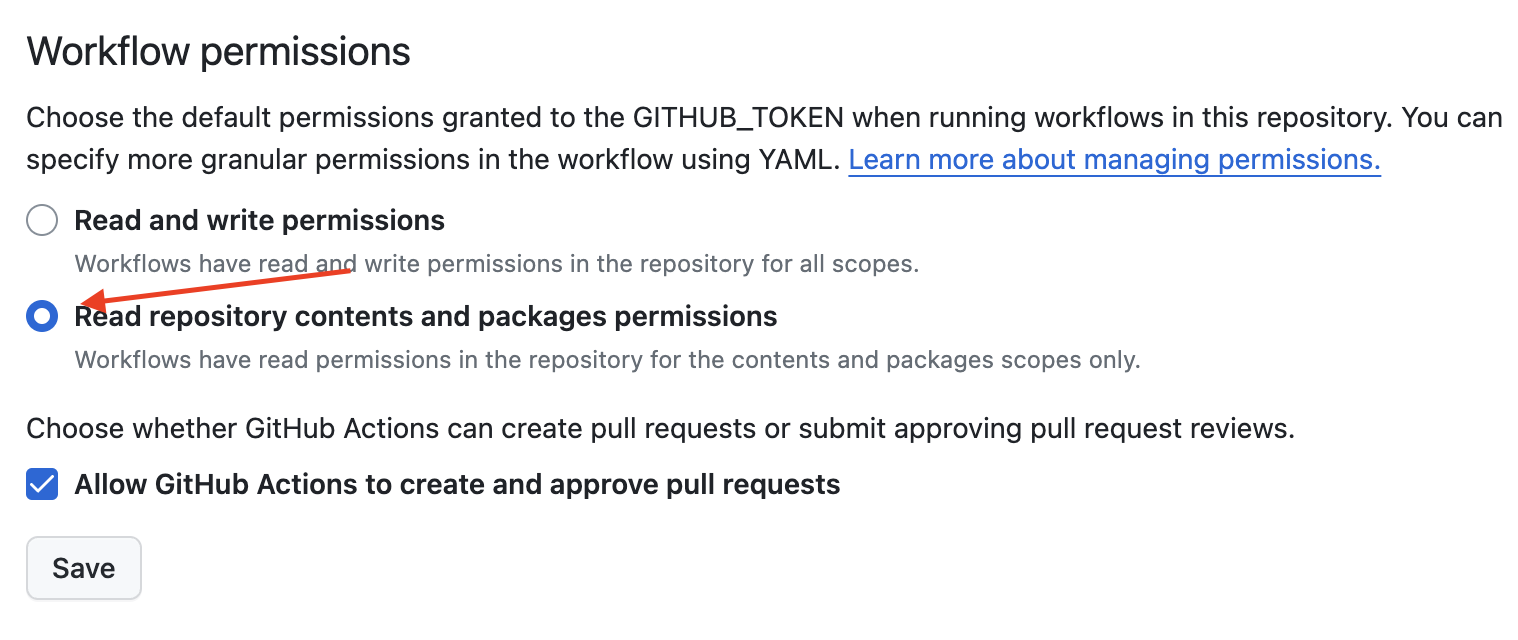 Workflow permissions
Choose the default permissions granted to the GITHUB_TOKEN when running workflows in this repository. You can
specify more granular permissions in the workflow using YAML. Learn more about managing permissions.
Read and write permissions
Workflows have read and write permissions in the repository for all scopes.
Read repository contents and packages permissions
Workflows have read permissions in the repository for the contents and packages scopes only.
Choose whether GitHub Actions can create pull requests or submit approving pull request reviews.
Allow GitHub Actions to create and approve pull requests
Save